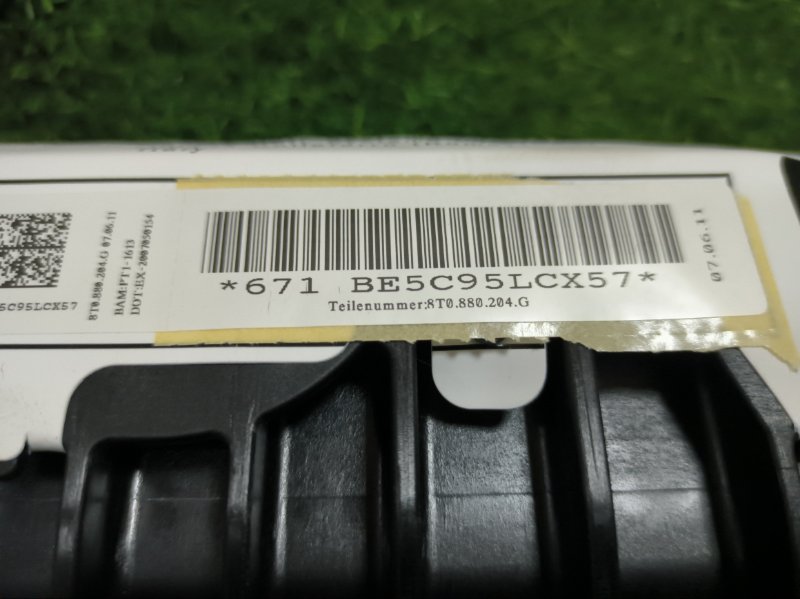 5C95LCX57
8T0.880.204.G 07.06.11
BAM:PT1-1613
DOT:EX-2007050154
*671 BE5C95LCX57*
Teilenummer:8T0.880.204.G
07.06.11